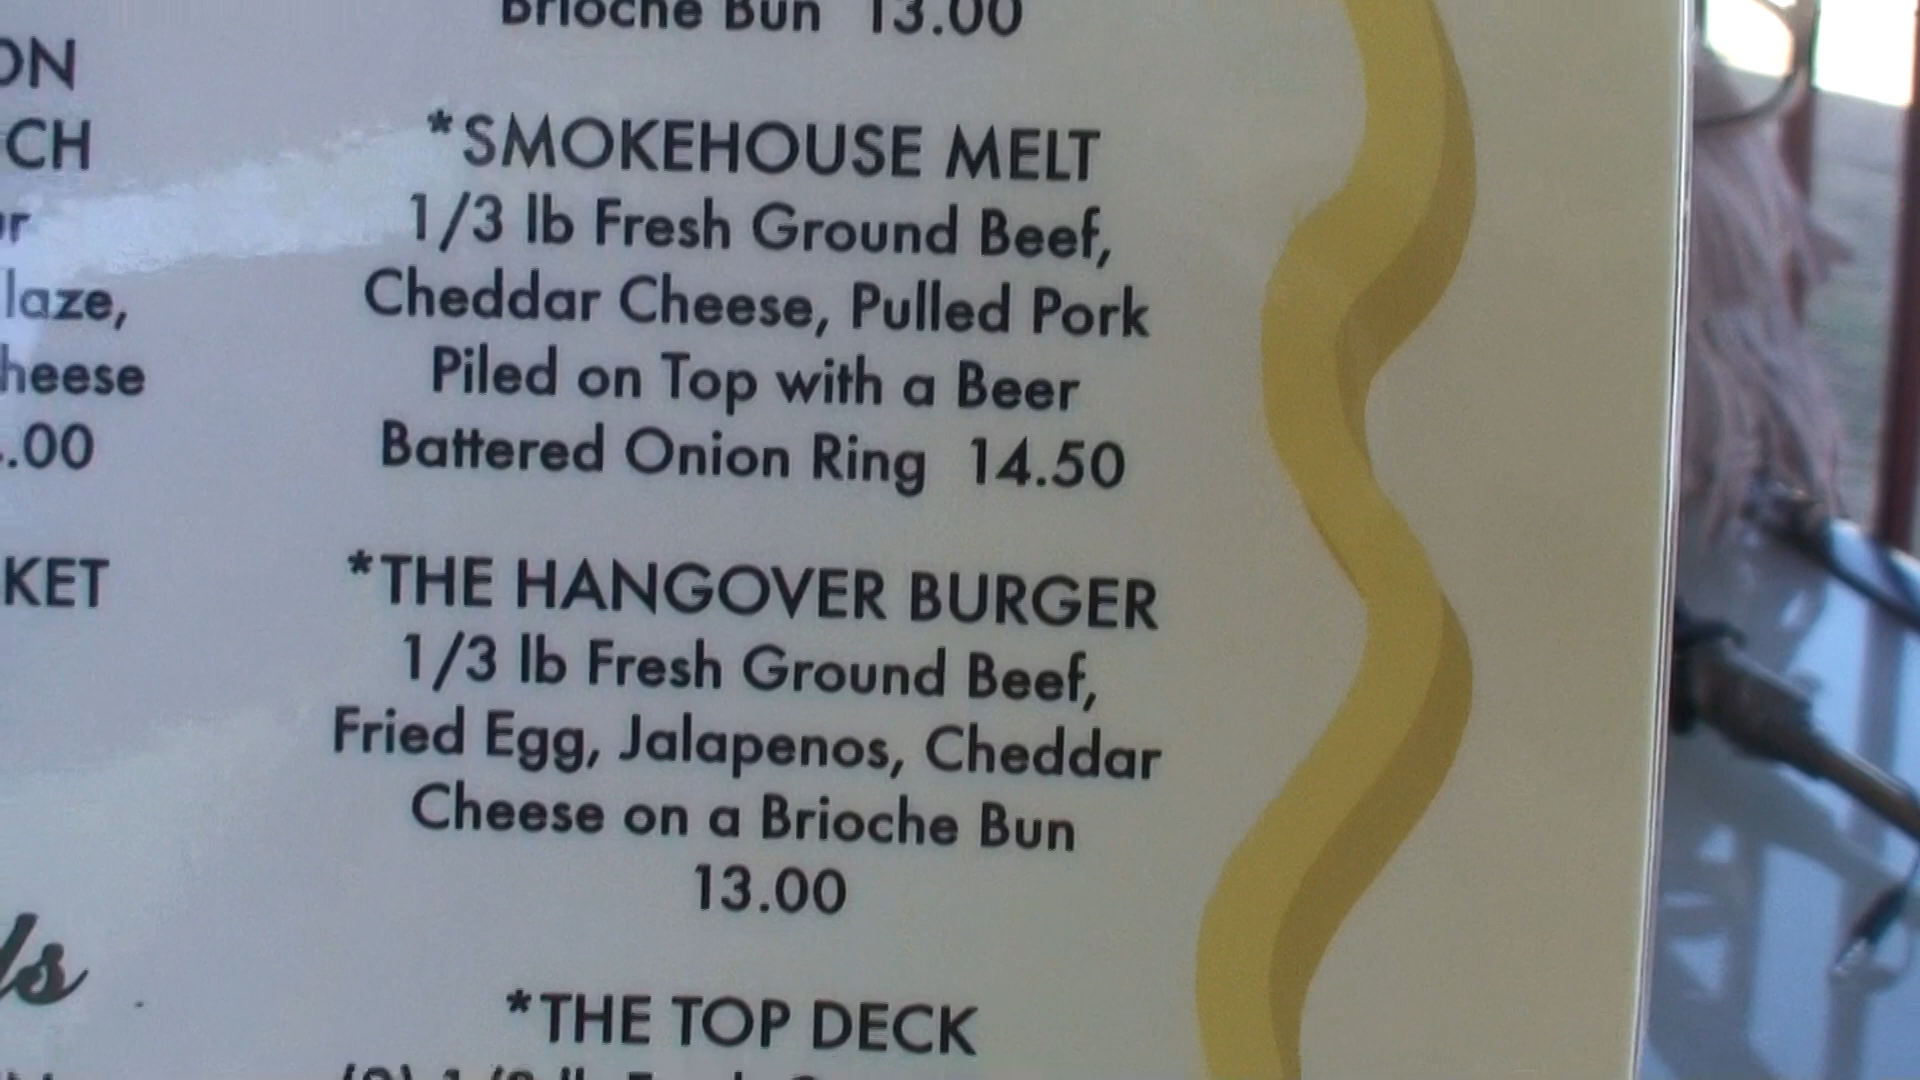 ON
CH
laze,
heese
.00
KET
ls
Brioche Bun 13.00
*SMOKEHOUSE MELT
1/3 lb Fresh Ground Beef,
Cheddar Cheese, Pulled Pork
Piled on Top with a Beer
Battered Onion Ring 14.50
*THE HANGOVER BURGER
1/3 lb Fresh Ground Beef,
Fried Egg, Jalapenos, Cheddar
Cheese on a Brioche Bun
13.00
*THE TOP DECK